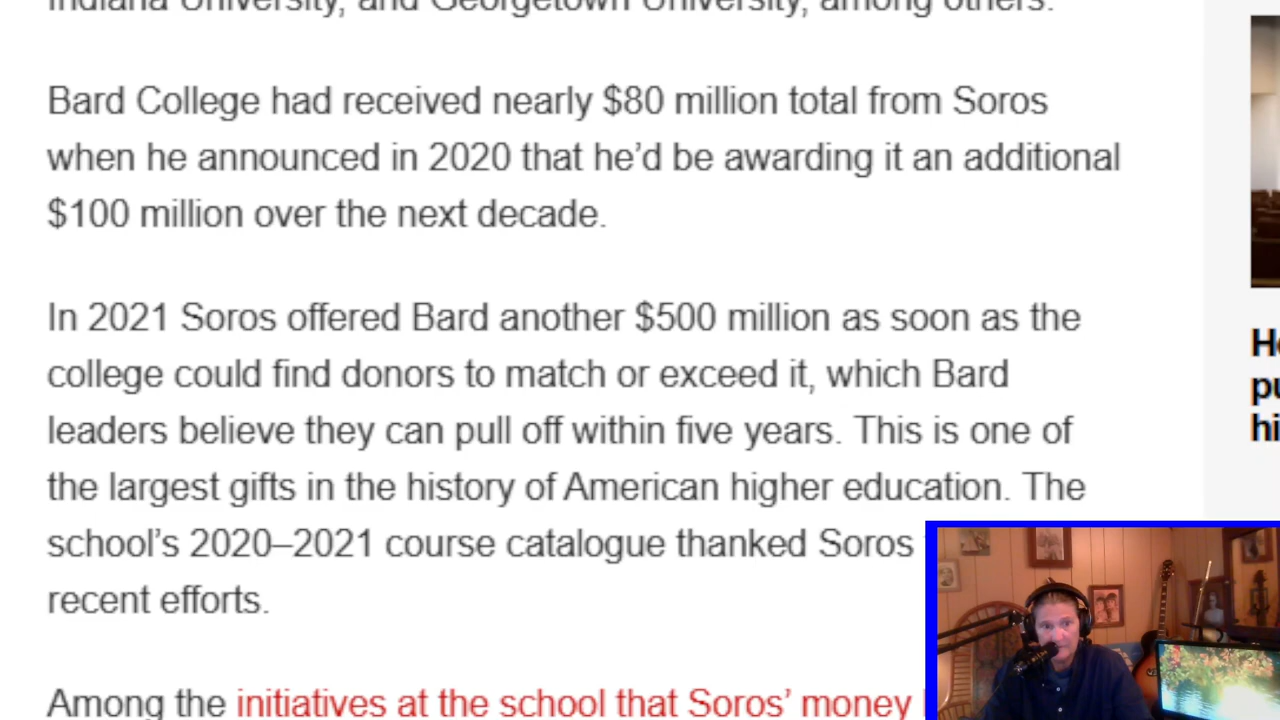 Indiana University, and Georgetown University, among others.
Bard College had received nearly $80 million total from Soros
when he announced in 2020 that he’d be awarding it an additional
$100 million over the next decade.
In 2021 Soros offered Bard another $500 million as soon as the
college could find donors to match or exceed it, which Bard
leaders believe they can pull off within five years. This is one of
the largest gifts in the history of American higher education. The
school’s 2020–2021 course catalogue thanked Soros
recent efforts.
Among the initiatives at the school that Soros’ money